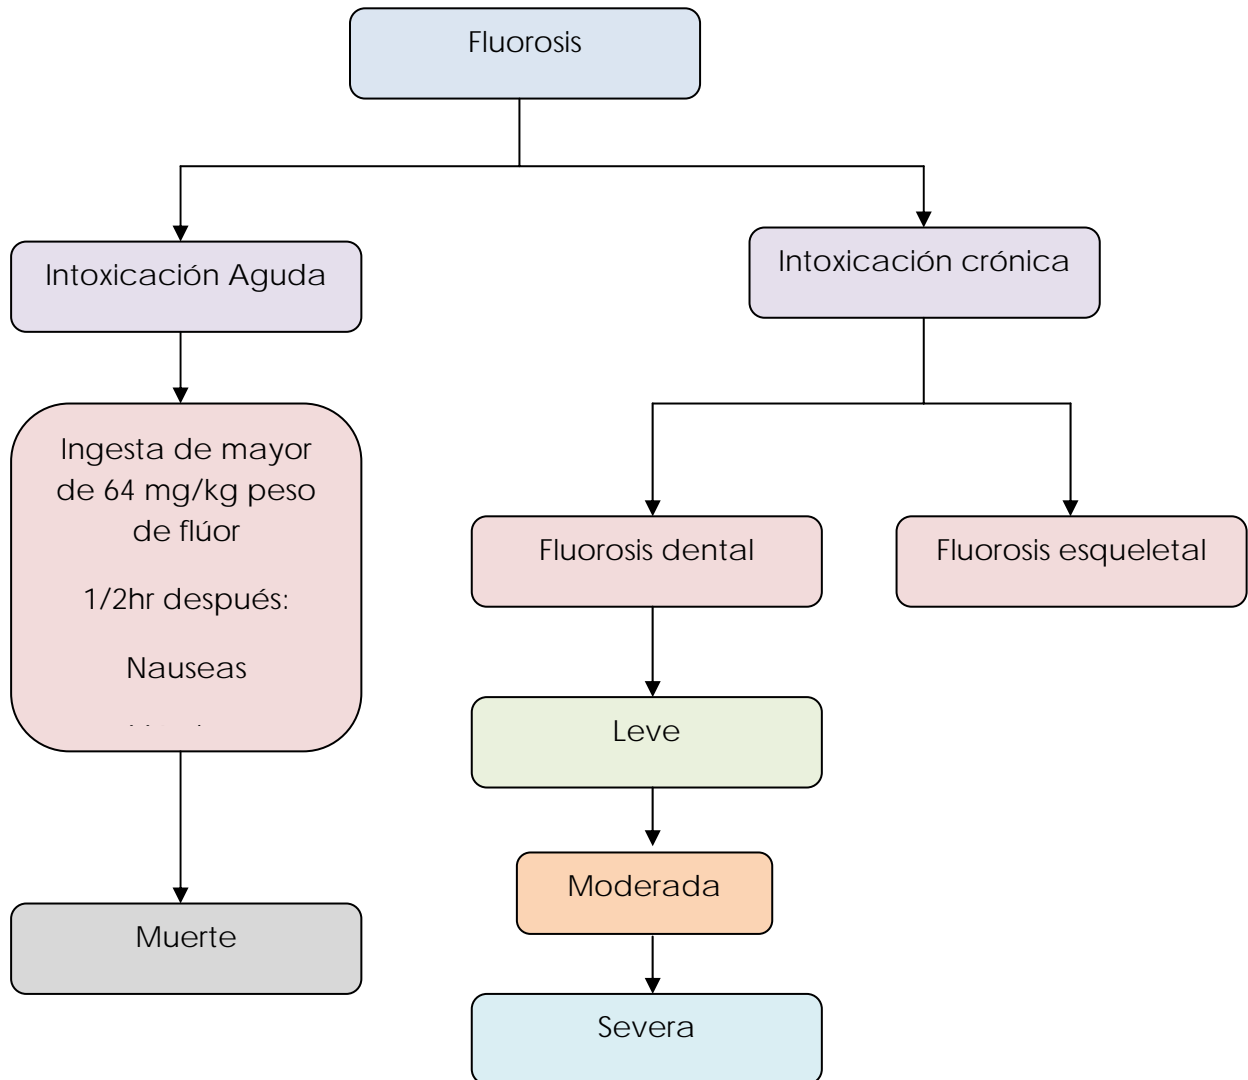 Fluorosis
Intoxicación Aguda
Intoxicación crónica
Ingesta de mayor
de 64 mg/kg peso
de flúor
1/2hr después:
Nauseas
Fluorosis dental
Fluorosis esqueletal
Leve
Moderada
Severa
Muerte